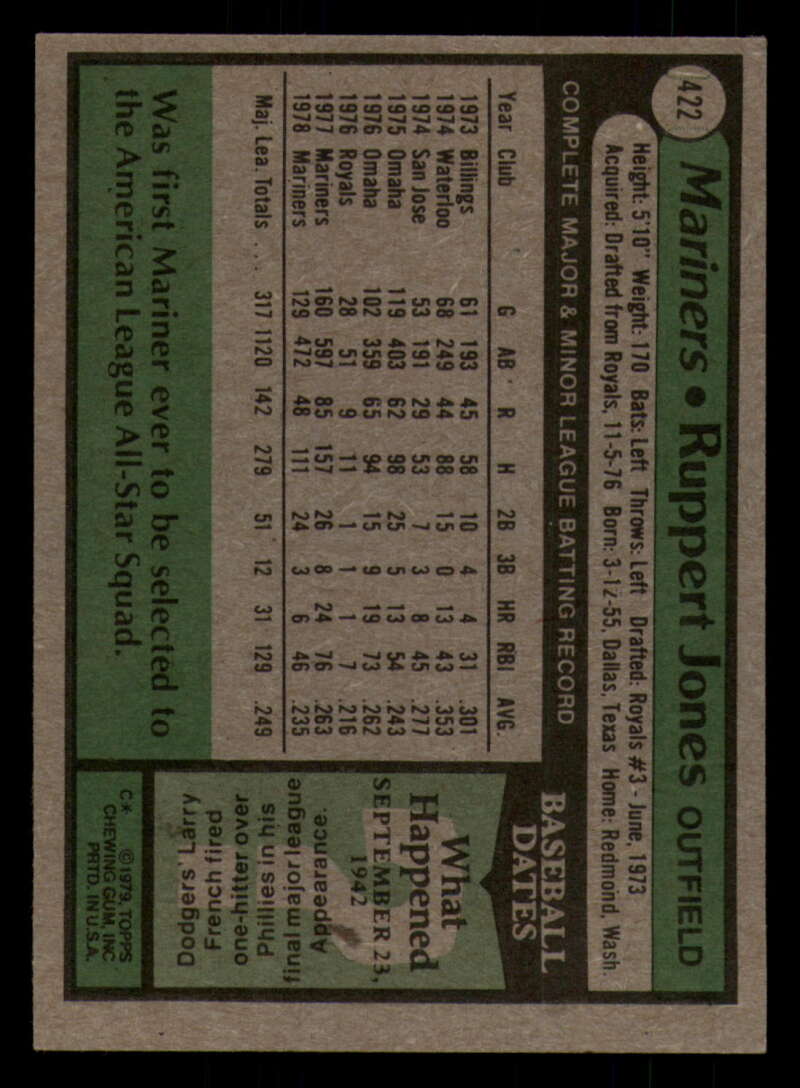 422
Mariners • Ruppert Jones OUTFIELD
Height: 5'10" Weight: 170 Bats: Left Throws: Left Drafted: Royals #3 - June, 1973
Acquired: Drafted from Royals, 11-5-76 Born: 3-12-55, Dallas, Texas Home: Redmond, Wash.
COMPLETE MAJOR & MINOR LEAGUE BATTING RECORD
Year Club G AB R H 2B 3B HR RBI AVG.
1973 Billings 61 193 45 58 10 4 4 31 .301
1974 Waterloo 68 249 44 88 15 0 13 43 .353
1974 San Jose 53 191 29 53 7 3 8 45 .277
1975 Omaha 119 403 62 98 25 5 13 54 .243
1976 Omaha 102 359 65 94 15 9 19 73 .262
1976 Royals 28 51 9 11 1 1 1 7 .216
1977 Mariners 160 597 85 157 26 8 24 76 .263
1978 Mariners 129 472 48 111 24 3 6 46 .235
Maj. Lea. Totals . . . 317 1120 142 279 51 12 31 129 .249
Was first Mariner ever to be selected to
the American League All-Star Squad.
BASEBALL
DATES
What
Happened
SEPTEMBER 23,
1942
Dodgers' Larry
French fired
one-hitter over
Phillies in his
final major league
Appearance.
C* ©1979, TOPPS
CHEWING GUM, INC.
PRTD. IN U.S.A.